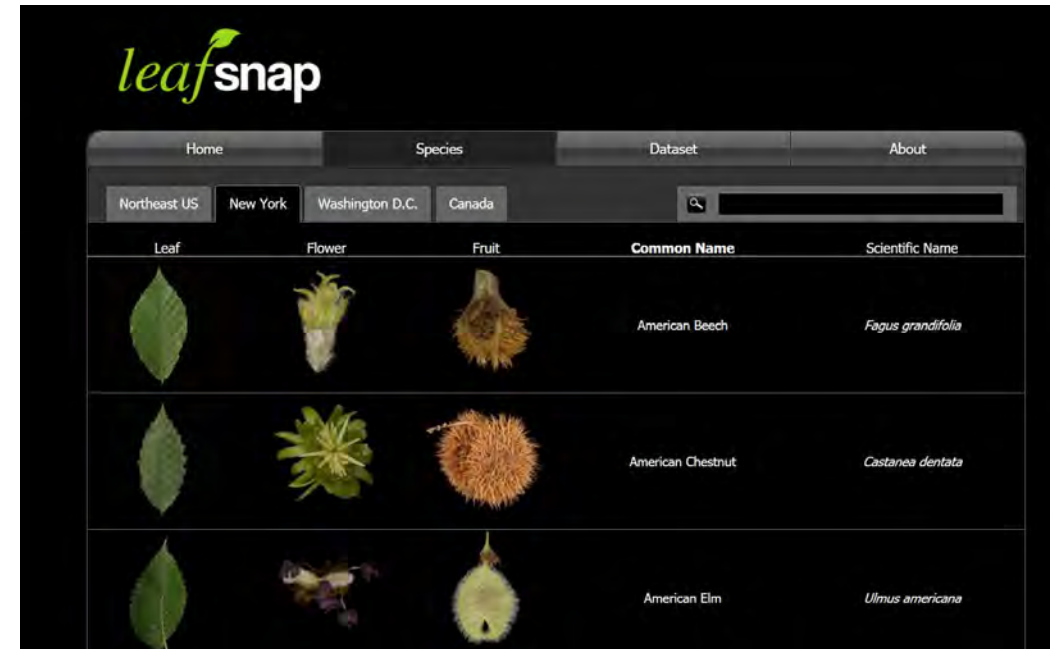 leafsnap
Home Species Dataset About
Northeast US New York Washington D.C. Canada
Leaf Flower Fruit Common Name Scientific Name
American Beech Fagus grandifolia
American Chestnut Castanea dentata
American Elm Ulmus americana